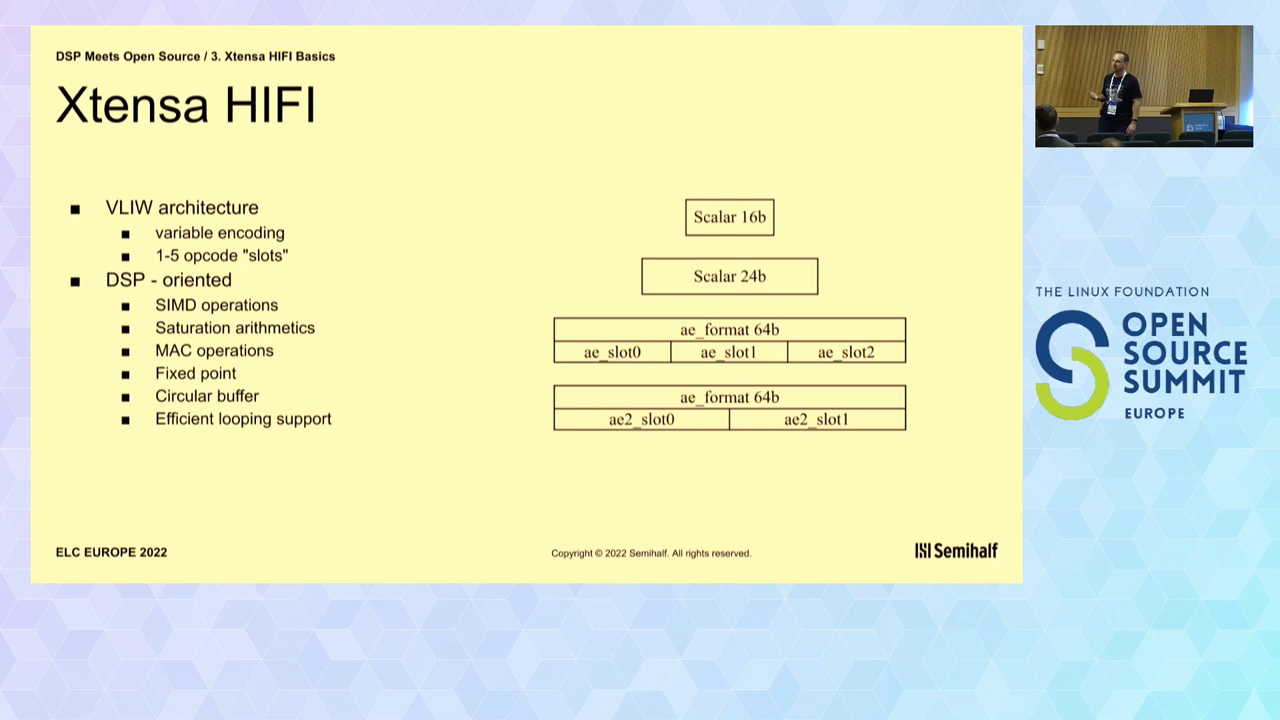 DSP Meets Open Source / 3. Xtensa HIFI Basics
Xtensa HIFI
■ VLIW architecture
■ variable encoding
■ 1-5 opcode "slots"
■ DSP - oriented
■ SIMD operations
■ Saturation arithmetics
■ MAC operations
■ Fixed point
■ Circular buffer
■ Efficient looping support
Scalar 16b
Scalar 24b
ae_format 64b
ae_slot0 ae_slot1 ae_slot2
ae_format 64b
ae2_slot0 ae2_slot1
ELC EUROPE 2022
Copyright © 2022 Semihalf. All rights reserved.
Semihalf
THE LINUX FOUNDATION
OPEN
SOURCE
SUMMIT
EUROPE